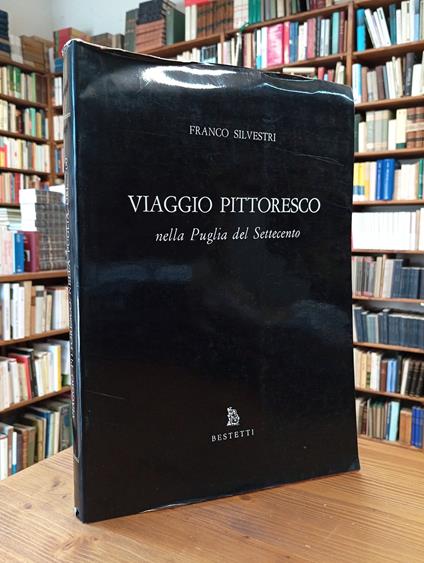 FRANCO SILVESTRI
VIAGGIO PITTORESCO
nella Puglia del Settecento
BESTETTI